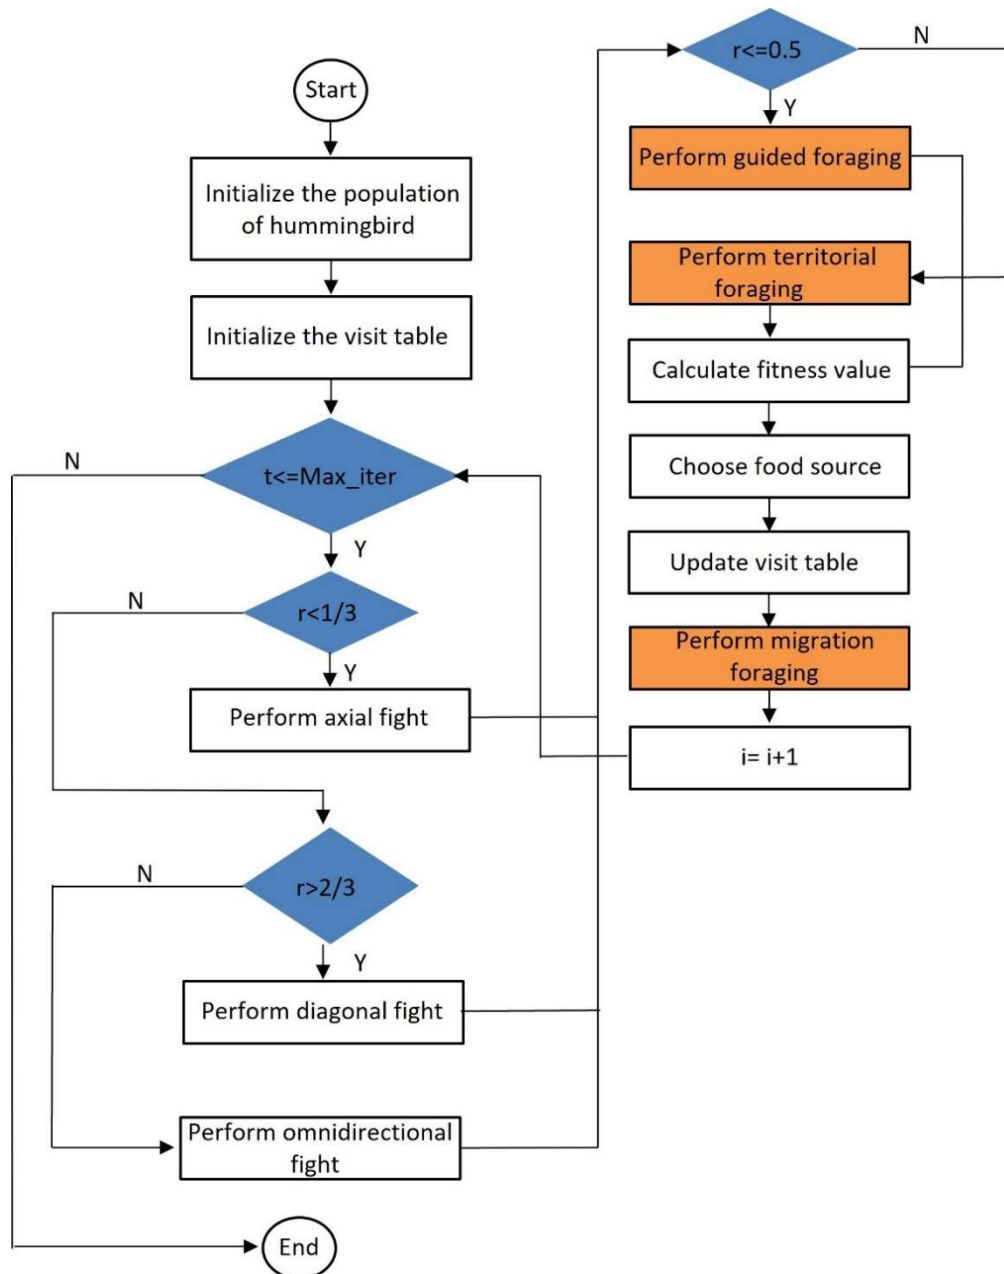 Start
Initialize the population
of hummingbird
Initialize the visit table
t<=Max_iter
N
Y
r<1/3
N
Y
Perform axial fight
r>2/3
N
Y
Perform diagonal fight
Perform omnidirectional
fight
End
r<=0.5
N
Y
Perform guided foraging
Perform territorial
foraging
Calculate fitness value
Choose food source
Update visit table
Perform migration
foraging
i= i+1